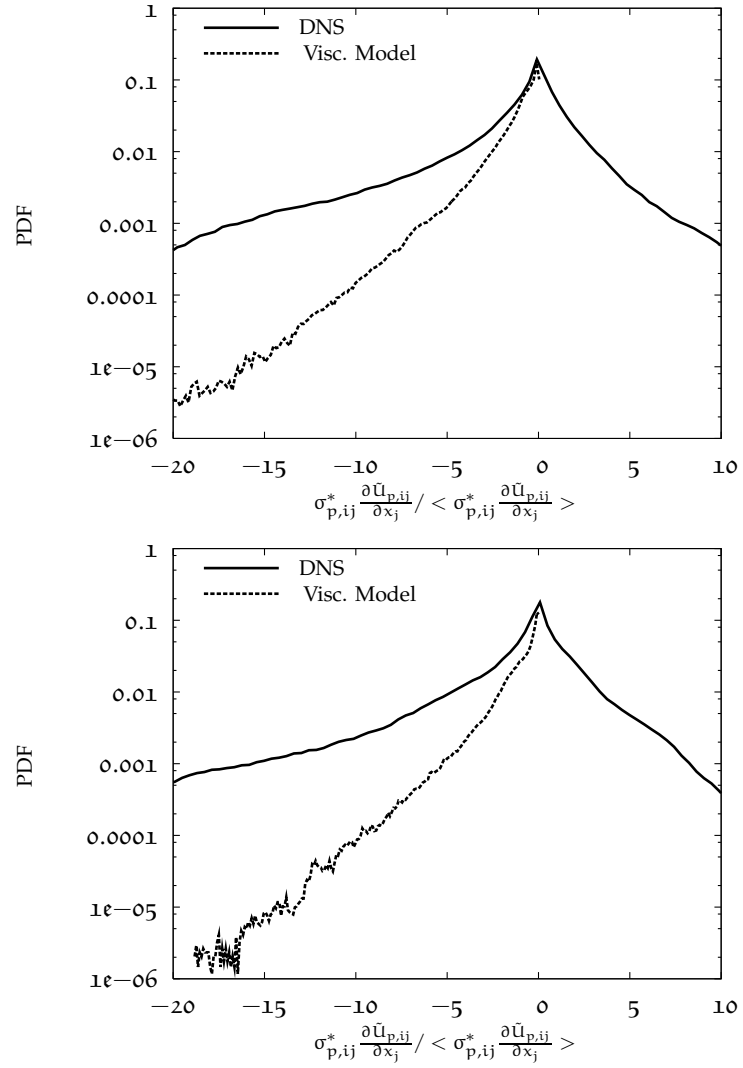 1
DNS
Visc. Model
0.1
0.01
PDF
0.001
0.0001
1e−05
1e−06
−20 −15 −10 −5 0 5 10
σ*p,ij ∂Ũp,ij/∂xj / < σ*p,ij ∂Ũp,ij/∂xj >
1
DNS
Visc. Model
0.1
0.01
PDF
0.001
0.0001
1e−05
1e−06
−20 −15 −10 −5 0 5 10
σ*p,ij ∂Ũp,ij/∂xj / < σ*p,ij ∂Ũp,ij/∂xj >